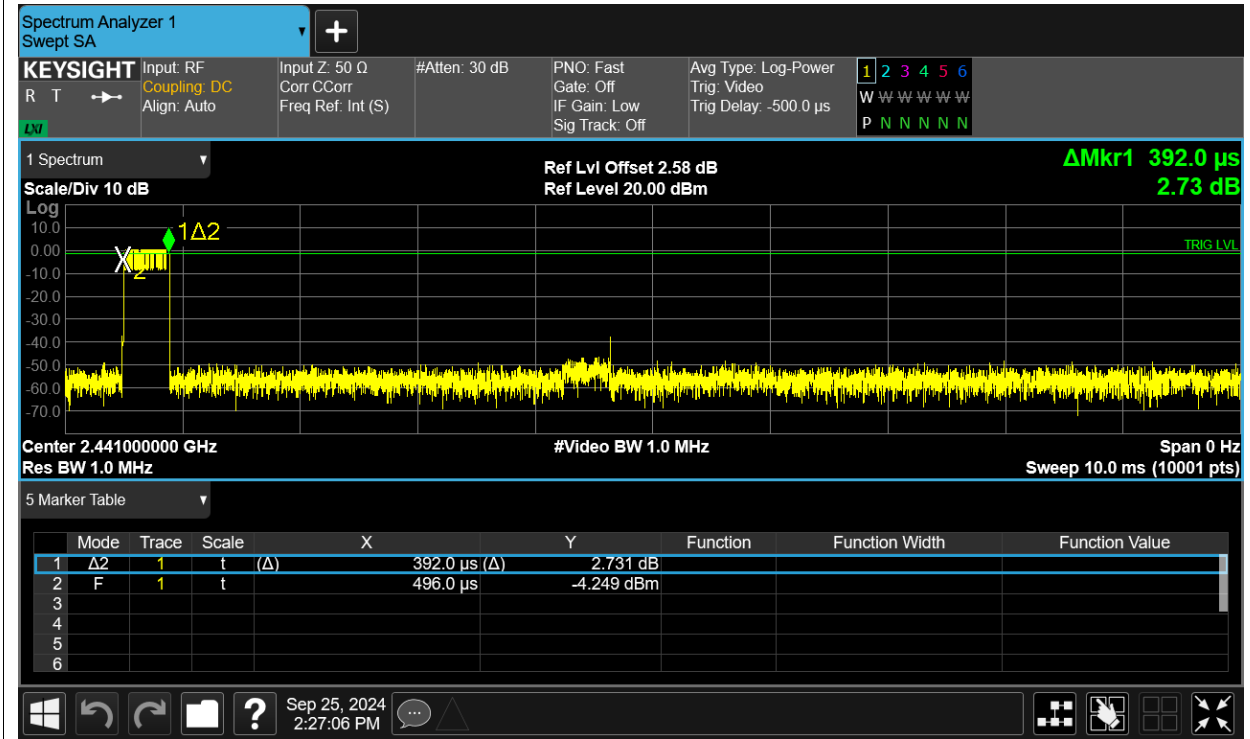 Spectrum Analyzer 1
Swept SA
+
KEYSIGHT Input: RF Input Z: 50 Ω #Atten: 30 dB PNO: Fast Avg Type: Log-Power 1 2 3 4 5 6
R T Coupling: DC Corr CCorr Gate: Off Trig: Video W W W W W W
Align: Auto Freq Ref: Int (S) IF Gain: Low Trig Delay: -500.0 µs
LXI Sig Track: Off P N N N N N
1 Spectrum Ref Lvl Offset 2.58 dB ΔMkr1 392.0 µs
Scale/Div 10 dB Ref Level 20.00 dBm 2.73 dB
Log
10.0 1Δ2
0.00 TRIG LVL
X
2
-10.0
-20.0
-30.0
-40.0
-50.0
-60.0
-70.0
Center 2.441000000 GHz #Video BW 1.0 MHz Span 0 Hz
Res BW 1.0 MHz Sweep 10.0 ms (10001 pts)
5 Marker Table
Mode Trace Scale X Y Function Function Width Function Value
1 Δ2 1 t (Δ) 392.0 µs (Δ) 2.731 dB
2 F 1 t 496.0 µs -4.249 dBm
3
4
5
6
? Sep 25, 2024
2:27:06 PM